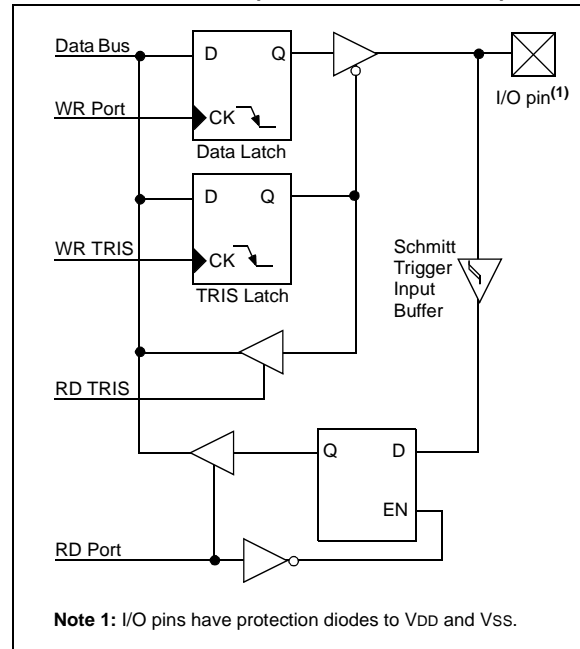 Data Bus
D Q
I/O pin(1)
WR Port
CK
Data Latch
D Q
WR TRIS
CK
TRIS Latch
Schmitt
Trigger
Input
Buffer
RD TRIS
Q D
EN
RD Port
Note 1: I/O pins have protection diodes to VDD and VSS.